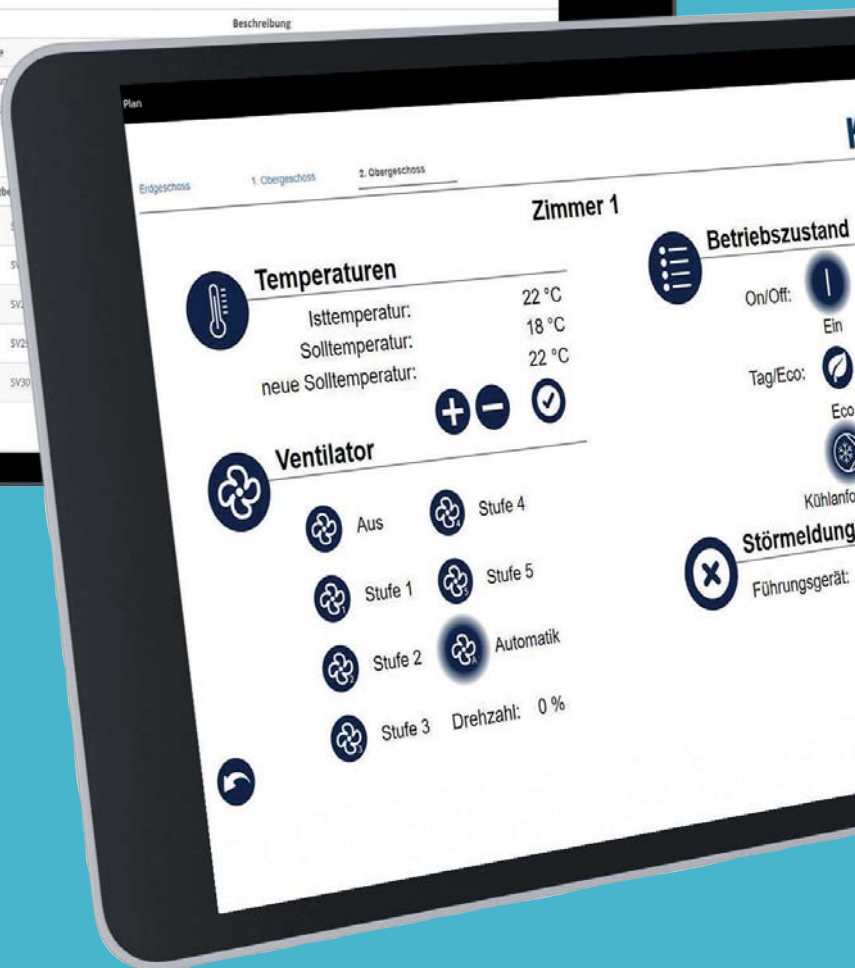 Beschreibung
SV30
Plan
Erdgeschoss 1. Obergeschoss 2. Obergeschoss
Zimmer 1
Temperaturen
Isttemperatur: 22 °C
Solltemperatur: 18 °C
neue Solltemperatur: 22 °C
Ventilator
Aus Stufe 4
Stufe 1 Stufe 5
Stufe 2 Automatik
Stufe 3 Drehzahl: 0 %
Betriebszustand
On/Off:
Ein
Tag/Eco:
Eco
Kühlanfo
Störmeldung
Führungsgerät: